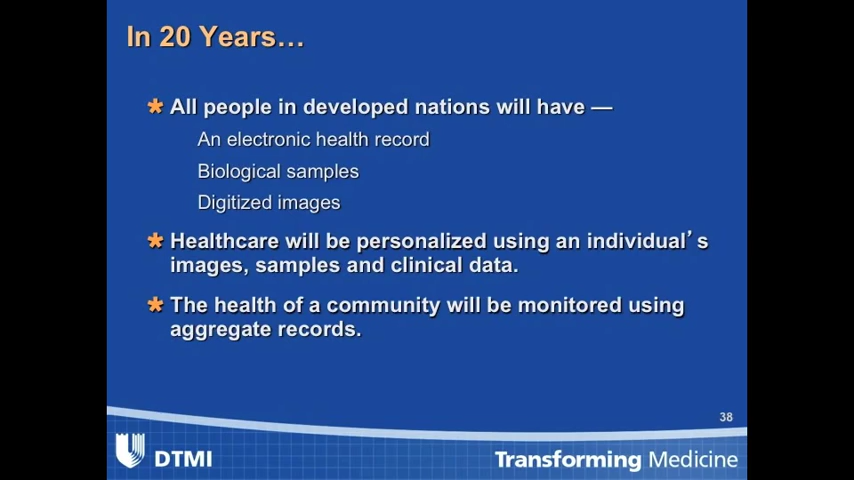 In 20 Years…
* All people in developed nations will have —
An electronic health record
Biological samples
Digitized images
* Healthcare will be personalized using an individual’s
images, samples and clinical data.
* The health of a community will be monitored using
aggregate records.
38
DTMI
Transforming Medicine